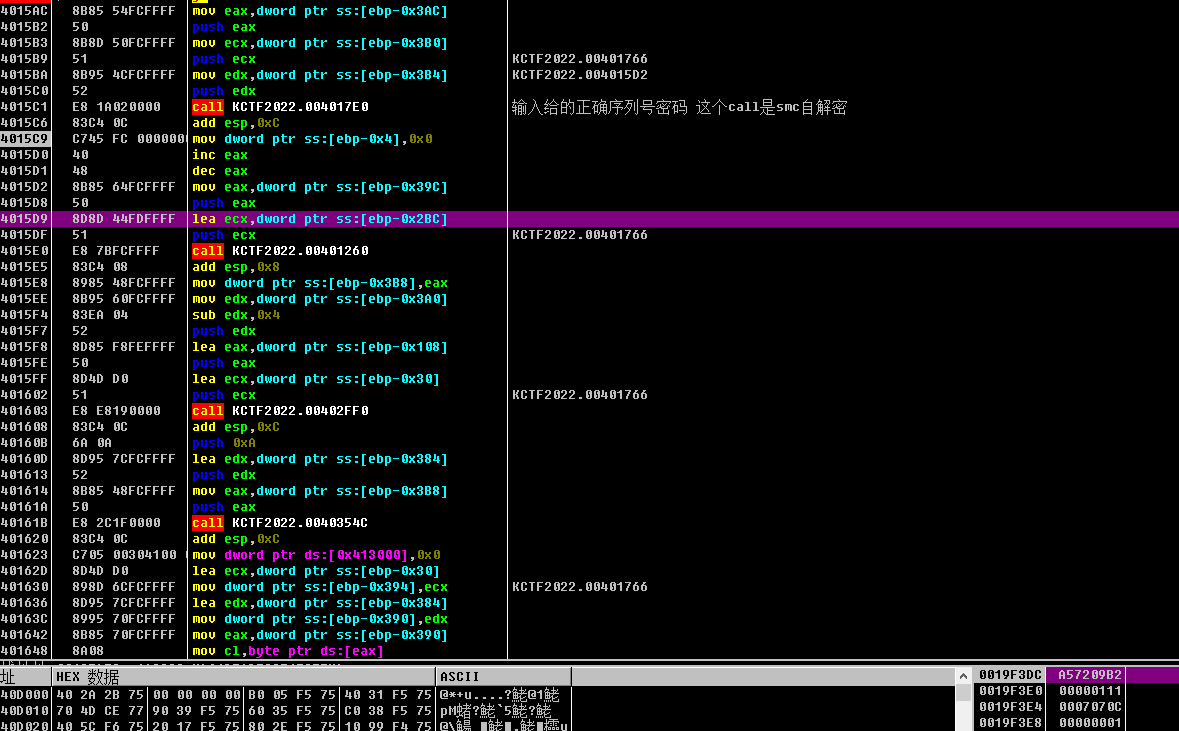 4015AC 8B85 54FCFFFF mov eax,dword ptr ss:[ebp-0x3AC]
4015B2 50 push eax
4015B3 8B8D 50FCFFFF mov ecx,dword ptr ss:[ebp-0x3B0]
4015B9 51 push ecx KCTF2022.00401766
4015BA 8B95 4CFCFFFF mov edx,dword ptr ss:[ebp-0x3B4] KCTF2022.004015D2
4015C0 52 push edx
4015C1 E8 1A020000 call KCTF2022.004017E0 输入给的正确序列号密码 这个call是smc自解密
4015C6 83C4 0C add esp,0xC
4015C9 C745 FC 000000 mov dword ptr ss:[ebp-0x4],0x0
4015D0 40 inc eax
4015D1 48 dec eax
4015D2 8B85 64FCFFFF mov eax,dword ptr ss:[ebp-0x39C]
4015D8 50 push eax
4015D9 8D8D 44FDFFFF lea ecx,dword ptr ss:[ebp-0x2BC]
4015DF 51 push ecx KCTF2022.00401766
4015E0 E8 7BFCFFFF call KCTF2022.00401260
4015E5 83C4 08 add esp,0x8
4015E8 8985 48FCFFFF mov dword ptr ss:[ebp-0x3B8],eax
4015EE 8B95 60FCFFFF mov edx,dword ptr ss:[ebp-0x3A0]
4015F4 83EA 04 sub edx,0x4
4015F7 52 push edx
4015F8 8D85 F8FEFFFF lea eax,dword ptr ss:[ebp-0x108]
4015FE 50 push eax
4015FF 8D4D D0 lea ecx,dword ptr ss:[ebp-0x30]
401602 51 push ecx KCTF2022.00401766
401603 E8 E8190000 call KCTF2022.00402FF0
401608 83C4 0C add esp,0xC
40160B 6A 0A push 0xA
40160D 8D95 7CFCFFFF lea edx,dword ptr ss:[ebp-0x384]
401613 52 push edx
401614 8B85 48FCFFFF mov eax,dword ptr ss:[ebp-0x3B8]
40161A 50 push eax
40161B E8 2C1F0000 call KCTF2022.0040354C
401620 83C4 0C add esp,0xC
401623 C705 00304100 mov dword ptr ds:[0x413000],0x0
40162D 8D4D D0 lea ecx,dword ptr ss:[ebp-0x30]
401630 898D 6CFCFFFF mov dword ptr ss:[ebp-0x394],ecx KCTF2022.00401766
401636 8D95 7CFCFFFF lea edx,dword ptr ss:[ebp-0x384]
40163C 8995 70FCFFFF mov dword ptr ss:[ebp-0x390],edx
401642 8B85 70FCFFFF mov eax,dword ptr ss:[ebp-0x390]
401648 8A08 mov cl,byte ptr ds:[eax]
址 HEX 数据 ASCII
40D000 40 2A 2B 75 00 00 00 00 B0 05 F5 75 40 31 F5 75 @*+u....?鮱@1鮱
40D010 70 4D CE 77 90 39 F5 75 60 35 F5 75 C0 38 F5 75
40D020 40 5C F6 75 20 17 F5 75 80 2E F5 75 10 99 F4 75
0019F3DC A57209B2
0019F3E0 00000111
0019F3E4 0007070C
0019F3E8 00000001